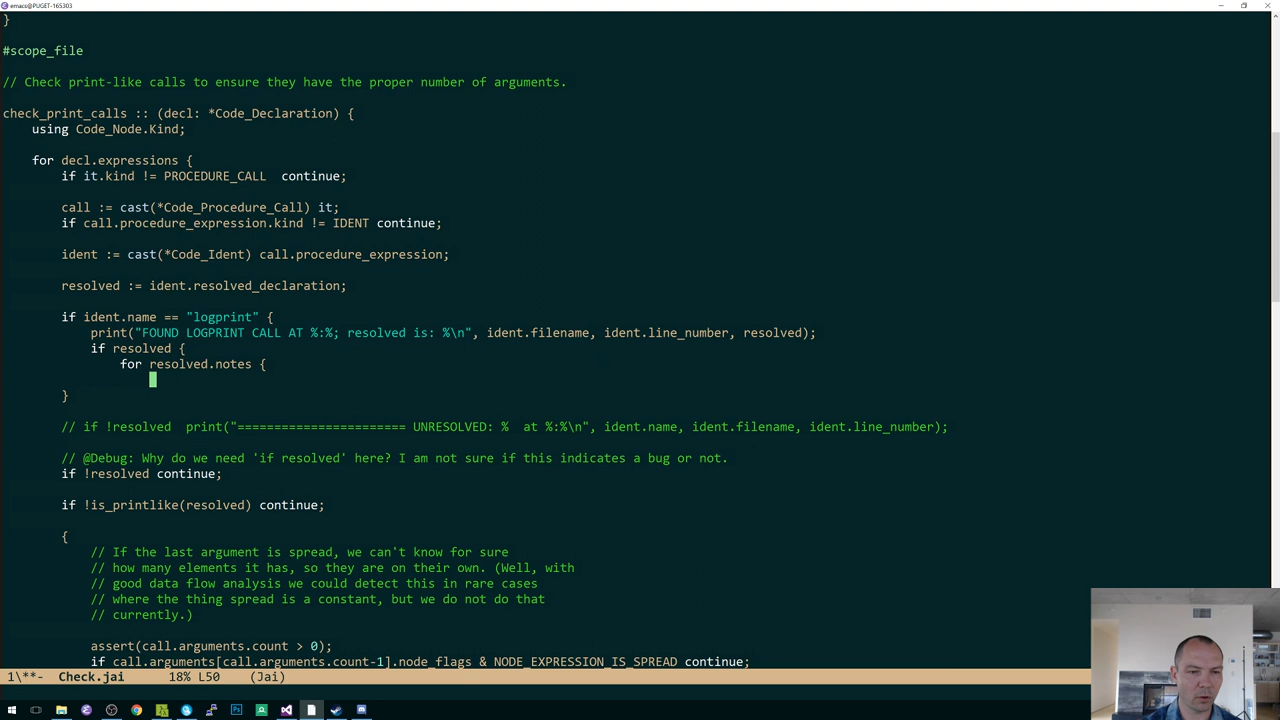 emacs@PUGET-165303
}
#scope_file
// Check print-like calls to ensure they have the proper number of arguments.
check_print_calls :: (decl: *Code_Declaration) {
    using Code_Node.Kind;
    for decl.expressions {
        if it.kind != PROCEDURE_CALL  continue;
        call := cast(*Code_Procedure_Call) it;
        if call.procedure_expression.kind != IDENT continue;
        ident := cast(*Code_Ident) call.procedure_expression;
        resolved := ident.resolved_declaration;
        if ident.name == "logprint" {
            print("FOUND LOGPRINT CALL AT %:%; resolved is: %\n", ident.filename, ident.line_number, resolved);
            if resolved {
                for resolved.notes {
        }
        // if !resolved  print("======================= UNRESOLVED: %  at %:%\n", ident.name, ident.filename, ident.line_number);
        // @Debug: Why do we need 'if resolved' here? I am not sure if this indicates a bug or not.
        if !resolved continue;
        if !is_printlike(resolved) continue;
        {
            // If the last argument is spread, we can't know for sure
            // how many elements it has, so they are on their own. (Well, with
            // good data flow analysis we could detect this in rare cases
            // where the thing spread is a constant, but we do not do that
            // currently.)
            assert(call.arguments.count > 0);
            if call.arguments[call.arguments.count-1].node_flags & NODE_EXPRESSION_IS_SPREAD continue;
1\**-  Check.jai      18% L50    (Jai)